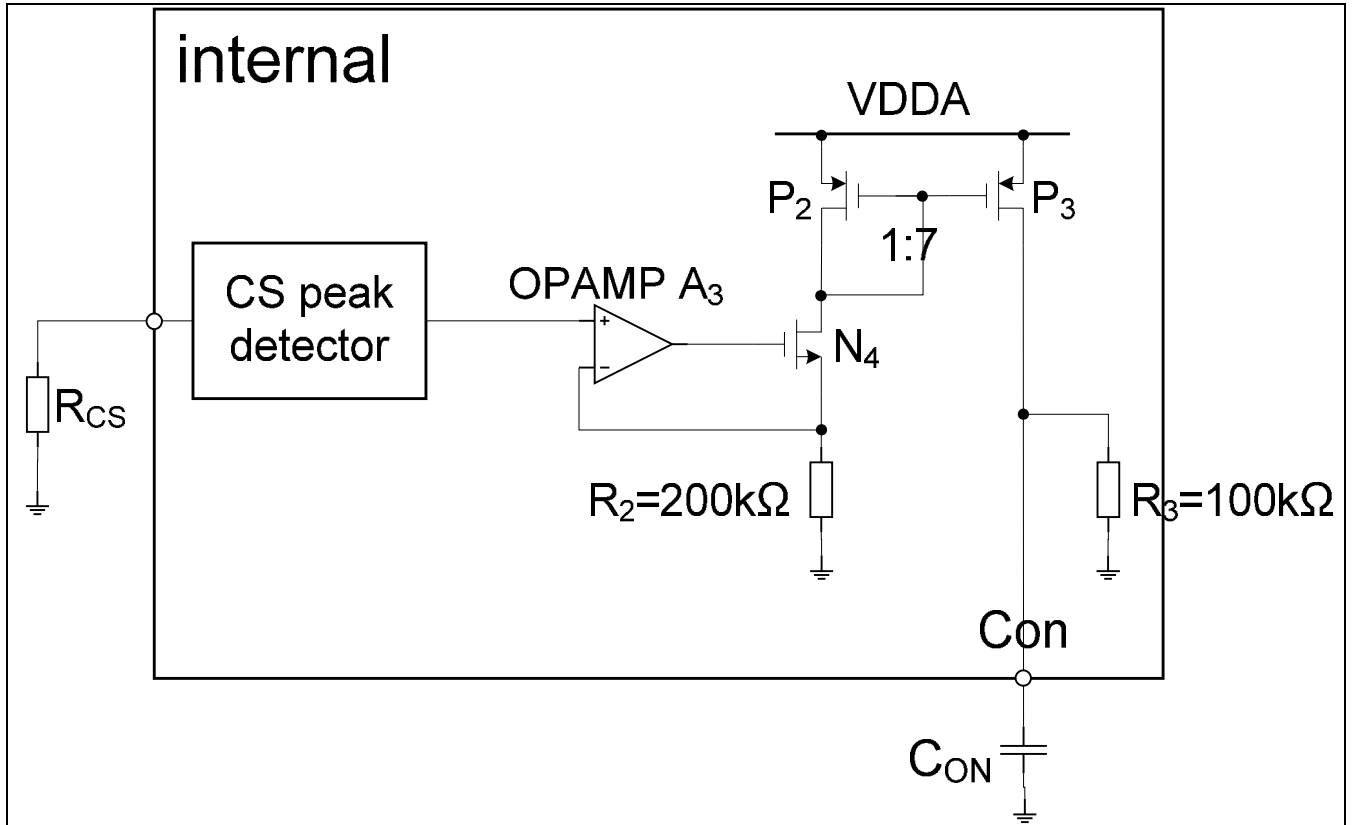 internal
VDDA
P2
P3
1:7
CS peak
detector
OPAMP A3
+
−
N4
RCS
R2=200kΩ
R3=100kΩ
Con
CON